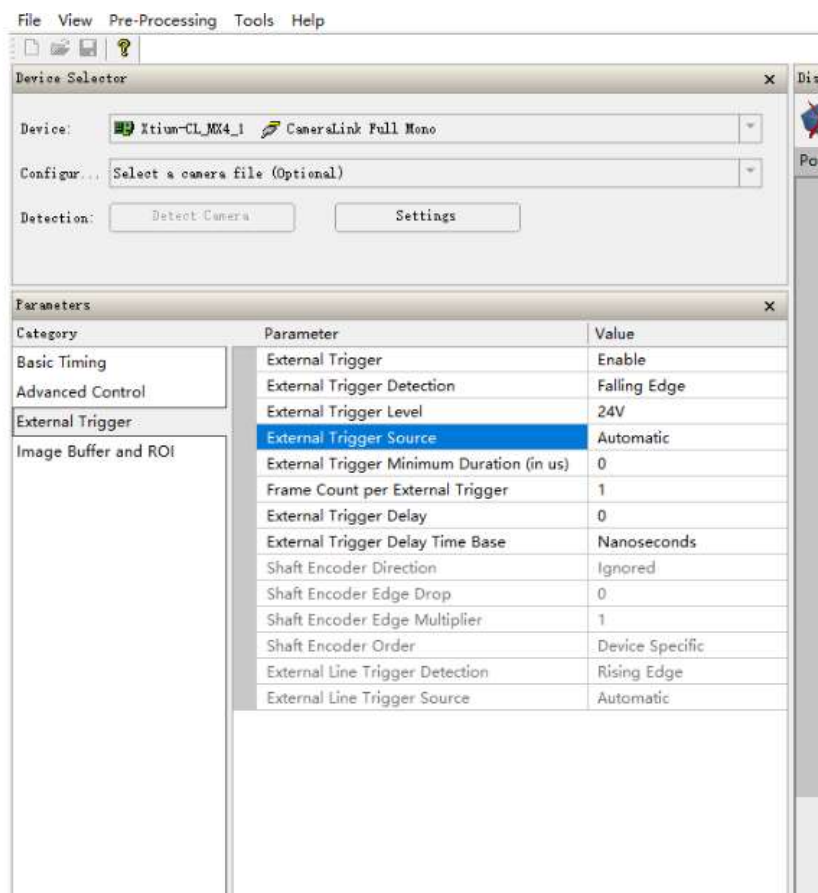 File View Pre-Processing Tools Help
Device Selector
Device: Xtium-CL_MX4_1 CameraLink Full Mono
Configur... Select a camera file (Optional)
Detection: Detect Camera Settings
Parameters
Category Parameter Value
Basic Timing
Advanced Control
External Trigger
Image Buffer and ROI
External Trigger Enable
External Trigger Detection Falling Edge
External Trigger Level 24V
External Trigger Source Automatic
External Trigger Minimum Duration (in us) 0
Frame Count per External Trigger 1
External Trigger Delay 0
External Trigger Delay Time Base Nanoseconds
Shaft Encoder Direction Ignored
Shaft Encoder Edge Drop 0
Shaft Encoder Edge Multiplier 1
Shaft Encoder Order Device Specific
External Line Trigger Detection Rising Edge
External Line Trigger Source Automatic
Dis
Po